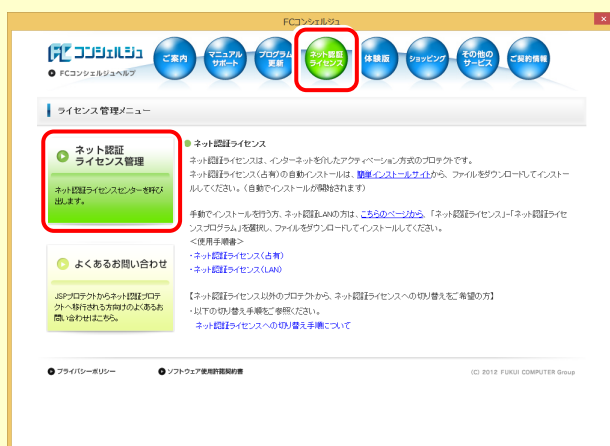 FCコンシェルジュ
×
FC コンシェルジュ
FCコンシェルジュヘルプ
ご案内
マニュアル
サポート
プログラム
更新
ネット認証
ライセンス
体験版
ショッピング
その他の
サービス
ご契約情報
ライセンス管理メニュー
ネット認証
ライセンス管理
ネット認証ライセンスセンターを呼び
出します。
よくあるお問い合わせ
JSPプロテクトからネット認証プロテ
クトへ移行される方向けのよくあるお
問い合わせはこちら。
ネット認証ライセンス
ネット認証ライセンスは、インターネットを介したアクティベーション方式のプロテクトです。
ネット認証ライセンス(占有)の自動インストールは、簡単インストールサイトから、ファイルをダウンロードしてインストー
ルしてください。(自動でインストールが開始されます)
手動でインストールを行う方、ネット認証LANの方は、こちらのページから、「ネット認証ライセンス」-「ネット認証ライセ
ンスプログラム」を選択し、ファイルをダウンロードしてインストールしてください。
<使用手順書>
・ネット認証ライセンス(占有)
・ネット認証ライセンス(LAN)
【ネット認証ライセンス以外のプロテクトから、ネット認証ライセンスへの切り替えをご希望の方】
・以下の切り替え手順をご参照ください。
ネット認証ライセンスへの切り替え手順について
プライバシーポリシー
ソフトウェア使用許諾契約書
(C) 2012 FUKUI COMPUTER Group